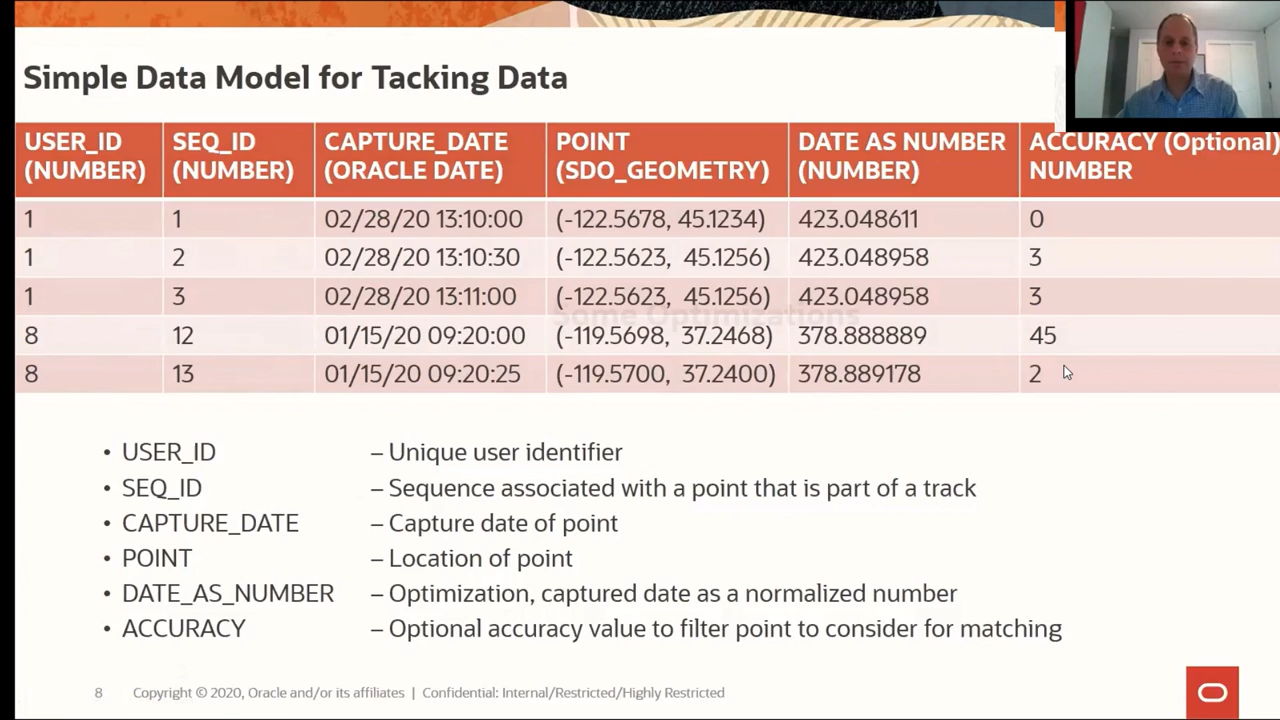 Simple Data Model for Tacking Data
USER_ID (NUMBER) SEQ_ID (NUMBER) CAPTURE_DATE (ORACLE DATE) POINT (SDO_GEOMETRY) DATE AS NUMBER (NUMBER) ACCURACY (Optional) NUMBER
1 1 02/28/20 13:10:00 (-122.5678, 45.1234) 423.048611 0
1 2 02/28/20 13:10:30 (-122.5623, 45.1256) 423.048958 3
1 3 02/28/20 13:11:00 (-122.5623, 45.1256) 423.048958 3
Some Optimizations
8 12 01/15/20 09:20:00 (-119.5698, 37.2468) 378.888889 45
8 13 01/15/20 09:20:25 (-119.5700, 37.2400) 378.889178 2
• USER_ID – Unique user identifier
• SEQ_ID – Sequence associated with a point that is part of a track
• CAPTURE_DATE – Capture date of point
• POINT – Location of point
• DATE_AS_NUMBER – Optimization, captured date as a normalized number
• ACCURACY – Optional accuracy value to filter point to consider for matching
8 Copyright © 2020, Oracle and/or its affiliates | Confidential: Internal/Restricted/Highly Restricted